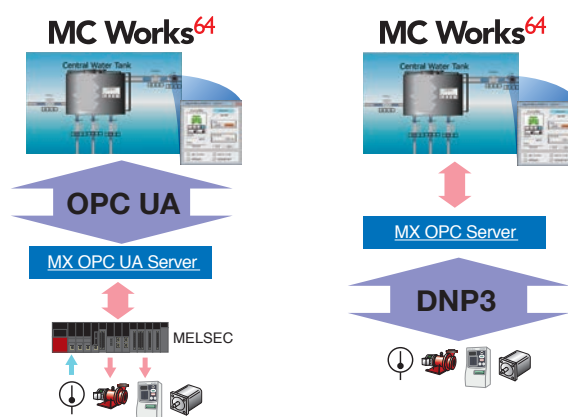 MC Works64
Central Water Tank
OPC UA
MX OPC UA Server
MELSEC
MC Works64
Central Water Tank
MX OPC Server
DNP3